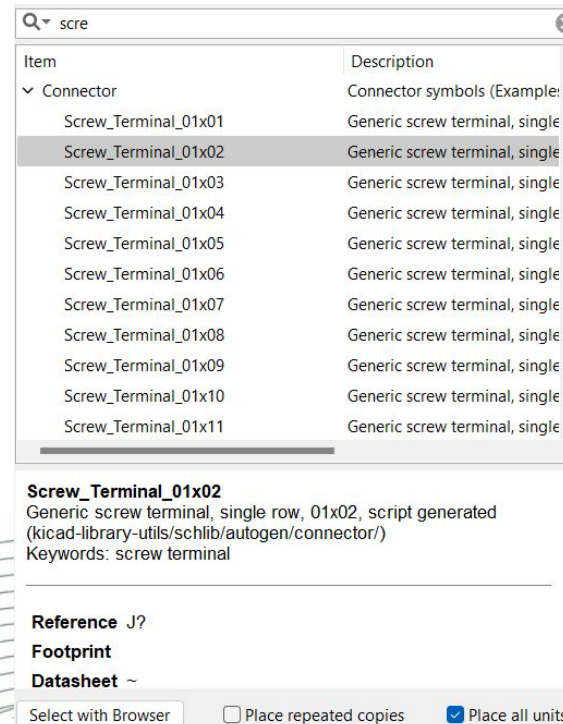 scre
Item Description
Connector Connector symbols (Example:
Screw_Terminal_01x01 Generic screw terminal, single
Screw_Terminal_01x02 Generic screw terminal, single
Screw_Terminal_01x03 Generic screw terminal, single
Screw_Terminal_01x04 Generic screw terminal, single
Screw_Terminal_01x05 Generic screw terminal, single
Screw_Terminal_01x06 Generic screw terminal, single
Screw_Terminal_01x07 Generic screw terminal, single
Screw_Terminal_01x08 Generic screw terminal, single
Screw_Terminal_01x09 Generic screw terminal, single
Screw_Terminal_01x10 Generic screw terminal, single
Screw_Terminal_01x11 Generic screw terminal, single
Screw_Terminal_01x02
Generic screw terminal, single row, 01x02, script generated
(kicad-library-utils/schlib/autogen/connector/)
Keywords: screw terminal
Reference J?
Footprint
Datasheet ~
Select with Browser Place repeated copies Place all units